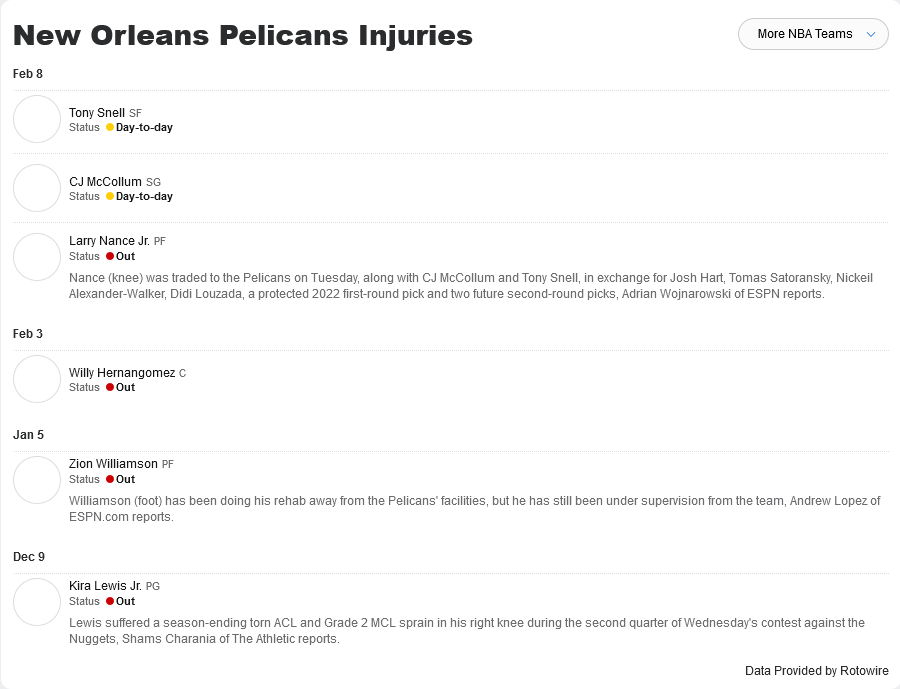 New Orleans Pelicans Injuries
More NBA Teams
Feb 8
Tony Snell SF
Status Day-to-day
CJ McCollum SG
Status Day-to-day
Larry Nance Jr. PF
Status Out
Nance (knee) was traded to the Pelicans on Tuesday, along with CJ McCollum and Tony Snell, in exchange for Josh Hart, Tomas Satoransky, Nickeil
Alexander-Walker, Didi Louzada, a protected 2022 first-round pick and two future second-round picks, Adrian Wojnarowski of ESPN reports.
Feb 3
Willy Hernangomez C
Status Out
Jan 5
Zion Williamson PF
Status Out
Williamson (foot) has been doing his rehab away from the Pelicans' facilities, but he has still been under supervision from the team, Andrew Lopez of
ESPN.com reports.
Dec 9
Kira Lewis Jr. PG
Status Out
Lewis suffered a season-ending torn ACL and Grade 2 MCL sprain in his right knee during the second quarter of Wednesday's contest against the
Nuggets, Shams Charania of The Athletic reports.
Data Provided by Rotowire